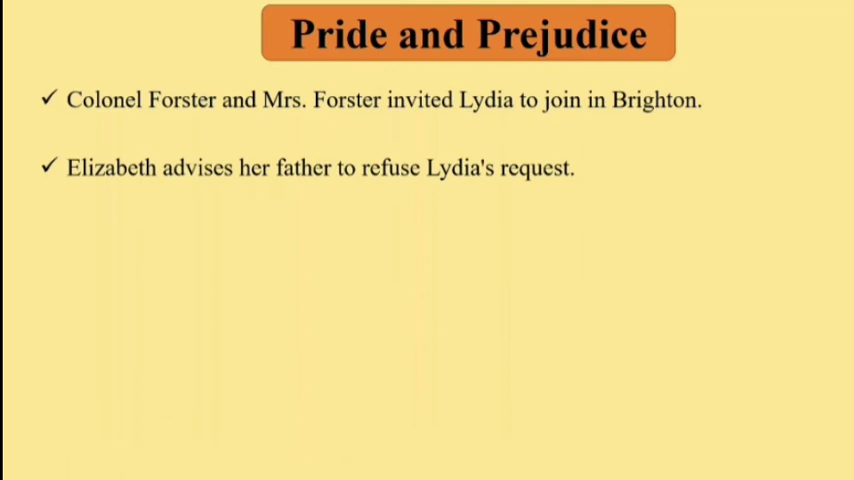 Pride and Prejudice
✓ Colonel Forster and Mrs. Forster invited Lydia to join in Brighton.
✓ Elizabeth advises her father to refuse Lydia's request.